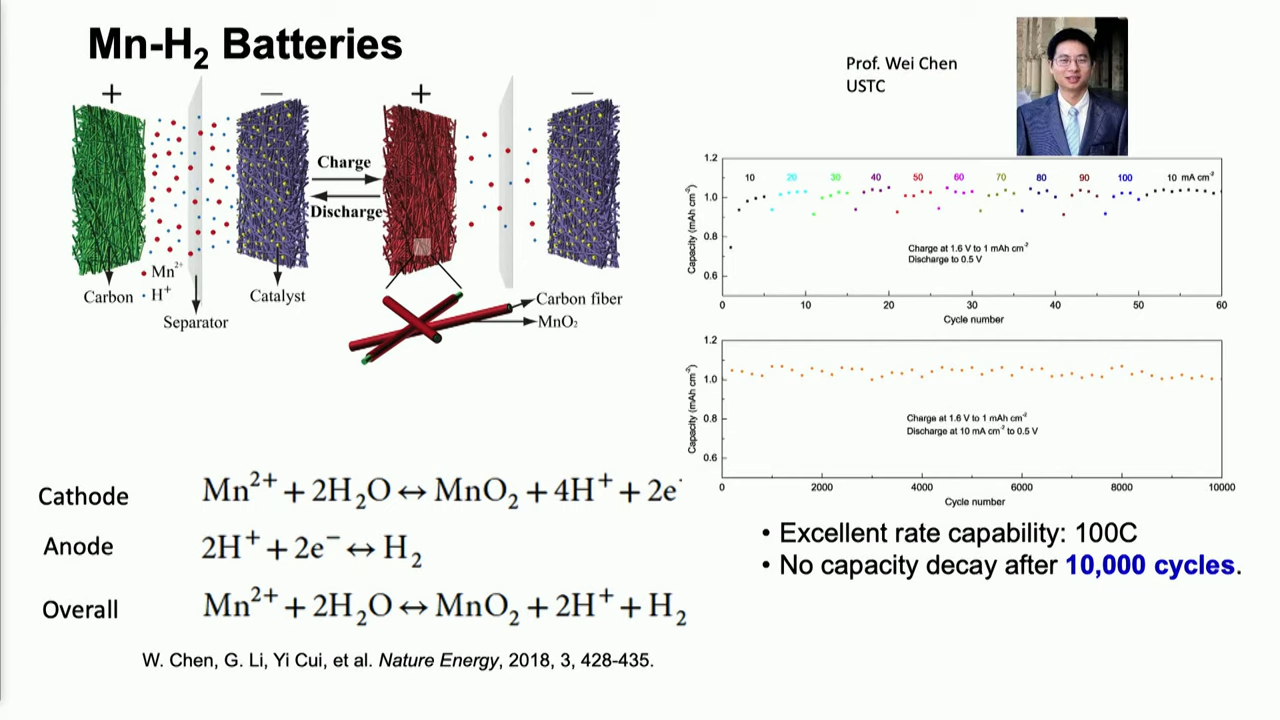 Mn-H₂ Batteries
Prof. Wei Chen
USTC
+
−
+
−
Charge
Discharge
Mn²⁺
H⁺
Carbon
Separator
Catalyst
Carbon fiber
MnO₂
1.2
1.0
0.8
0.6
Capacity (mAh cm⁻²)
10 20 30 40 50 60 70 80 90 100 10 mA cm⁻²
Charge at 1.6 V to 1 mAh cm⁻²
Discharge to 0.5 V
0 10 20 30 40 50 60
Cycle number
1.2
1.0
0.8
0.6
Capacity (mAh cm⁻²)
Charge at 1.6 V to 1 mAh cm⁻²
Discharge at 10 mA cm⁻² to 0.5 V
0 2000 4000 6000 8000 10000
Cycle number
Cathode Mn²⁺ + 2H₂O ↔ MnO₂ + 4H⁺ + 2e⁻
Anode 2H⁺ + 2e⁻ ↔ H₂
Overall Mn²⁺ + 2H₂O ↔ MnO₂ + 2H⁺ + H₂
• Excellent rate capability: 100C
• No capacity decay after 10,000 cycles.
W. Chen, G. Li, Yi Cui, et al. Nature Energy, 2018, 3, 428-435.